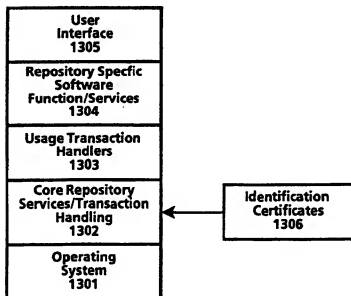 User
Interface
1305
Repository Specfic
Software
Function/Services
1304
Usage Transaction
Handlers
1303
Core Repository
Services/Transaction
Handling
1302
Identification
Certificates
1306
Operating
System
1301